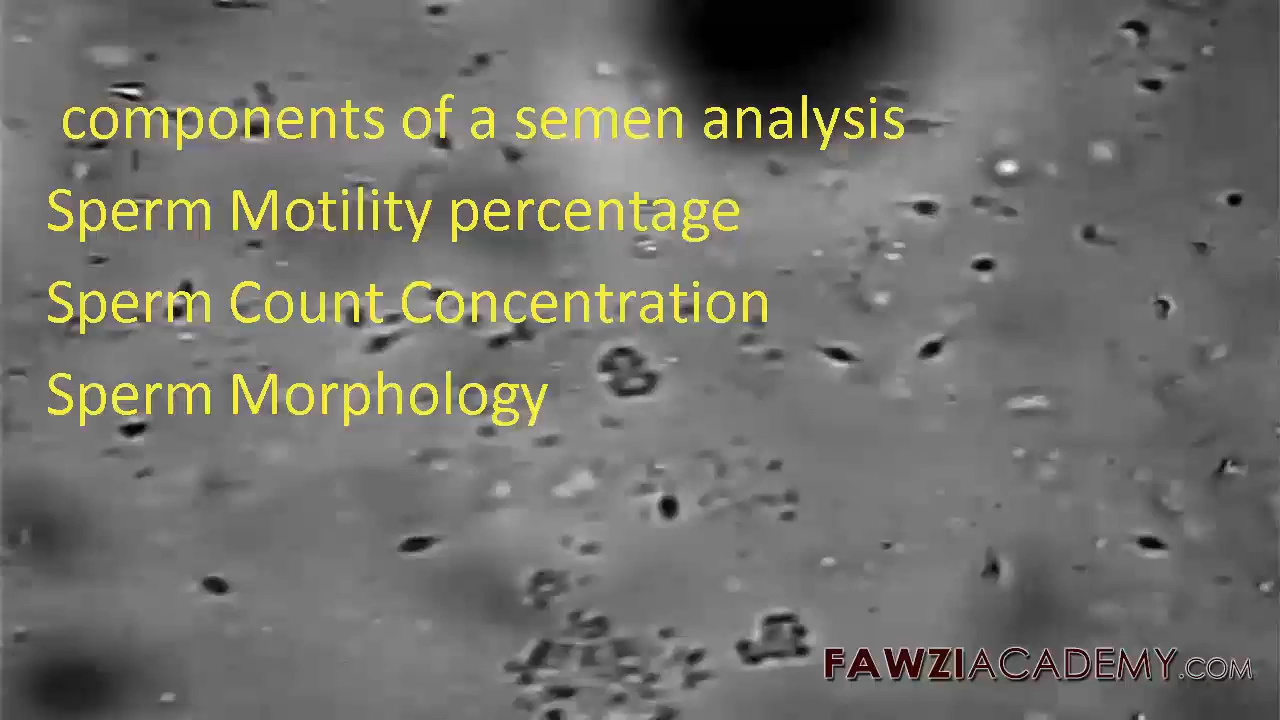 components of a semen analysis
Sperm Motility percentage
Sperm Count Concentration
Sperm Morphology
FAWZIACADEMY.COM